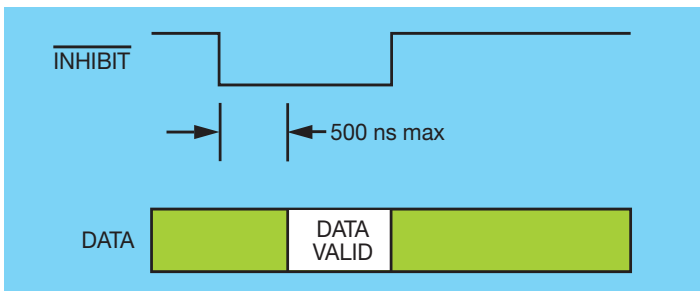 INHIBIT
500 ns max
DATA
DATA
VALID